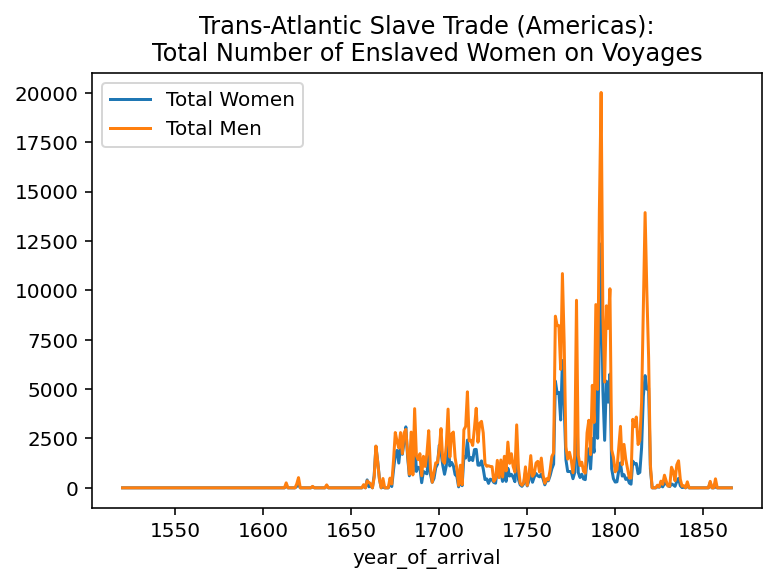 Trans-Atlantic Slave Trade (Americas):
Total Number of Enslaved Women on Voyages
Total Women
Total Men
20000
17500
15000
12500
10000
7500
5000
2500
0
1550 1600 1650 1700 1750 1800 1850
year_of_arrival